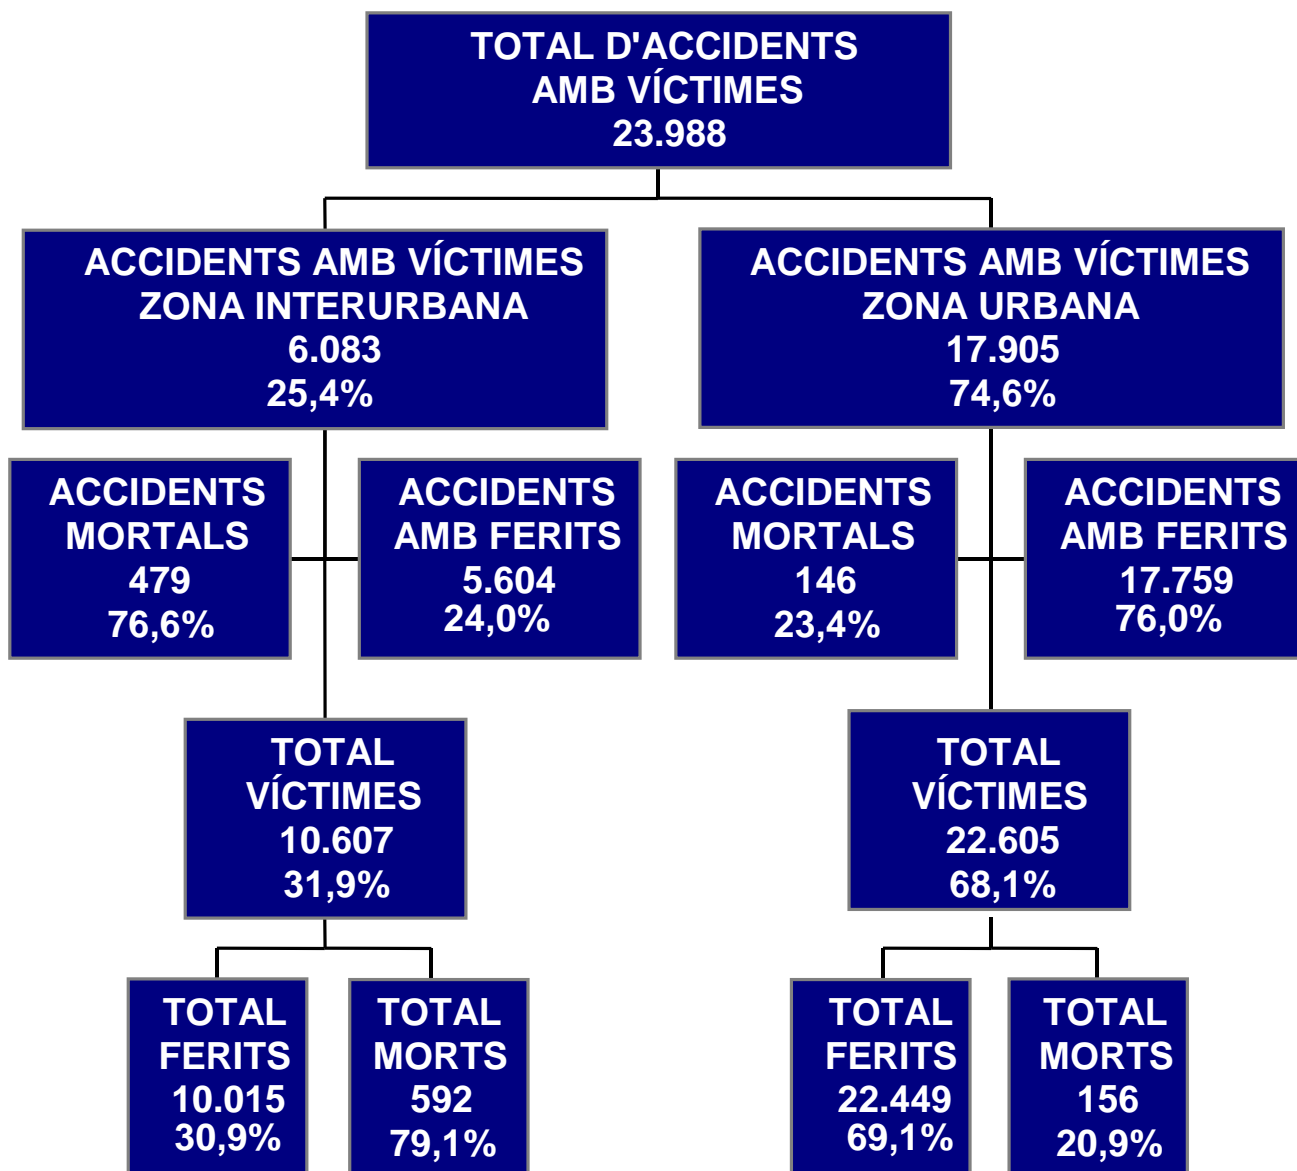 TOTAL D'ACCIDENTS
AMB VÍCTIMES
23.988
ACCIDENTS AMB VÍCTIMES
ZONA INTERURBANA
6.083
25,4%
ACCIDENTS AMB VÍCTIMES
ZONA URBANA
17.905
74,6%
ACCIDENTS
MORTALS
479
76,6%
ACCIDENTS
AMB FERITS
5.604
24,0%
ACCIDENTS
MORTALS
146
23,4%
ACCIDENTS
AMB FERITS
17.759
76,0%
TOTAL
VÍCTIMES
10.607
31,9%
TOTAL
VÍCTIMES
22.605
68,1%
TOTAL
FERITS
10.015
30,9%
TOTAL
MORTS
592
79,1%
TOTAL
FERITS
22.449
69,1%
TOTAL
MORTS
156
20,9%